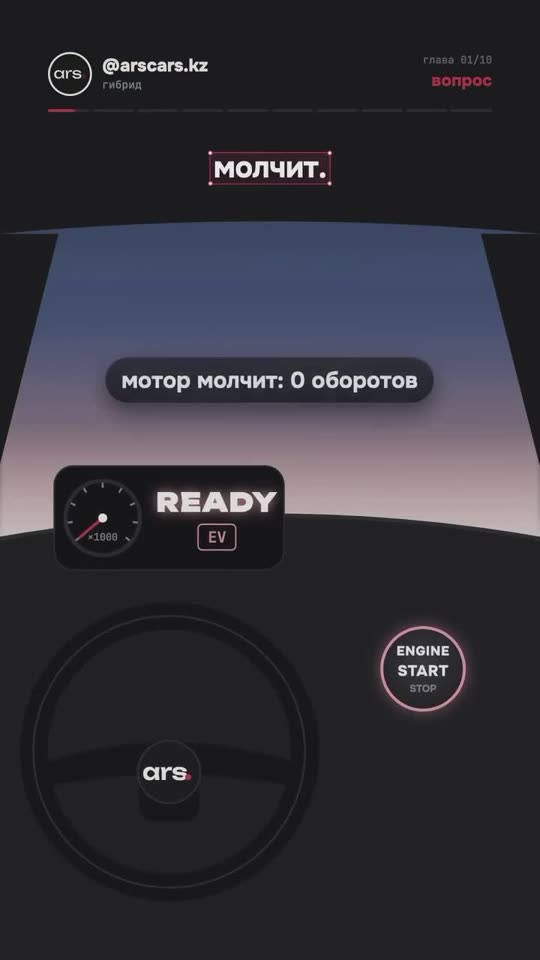 ars.
@arscars.kz
гибрид
глава 01/10
вопрос
молчит.
мотор молчит: 0 оборотов
×1000
READY
EV
ENGINE
START
STOP
ars.